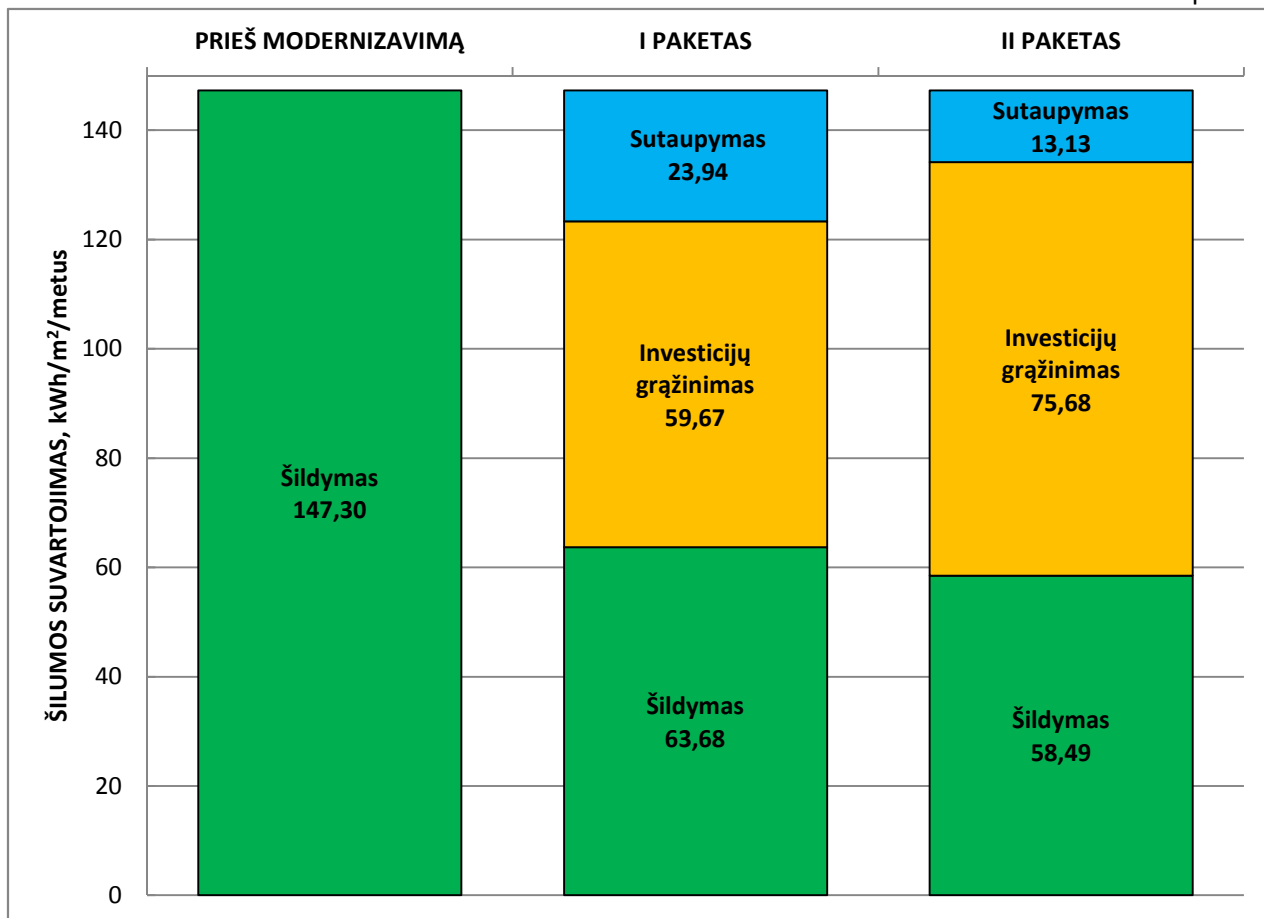 PRIEŠ MODERNIZAVIMĄ
I PAKETAS
II PAKETAS
ŠILUMOS SUVARTOJIMAS, kWh/m²/metus
140
120
100
80
60
40
20
0
Šildymas
147,30
Sutaupymas
23,94
Investicijų
grąžinimas
59,67
Šildymas
63,68
Sutaupymas
13,13
Investicijų
grąžinimas
75,68
Šildymas
58,49